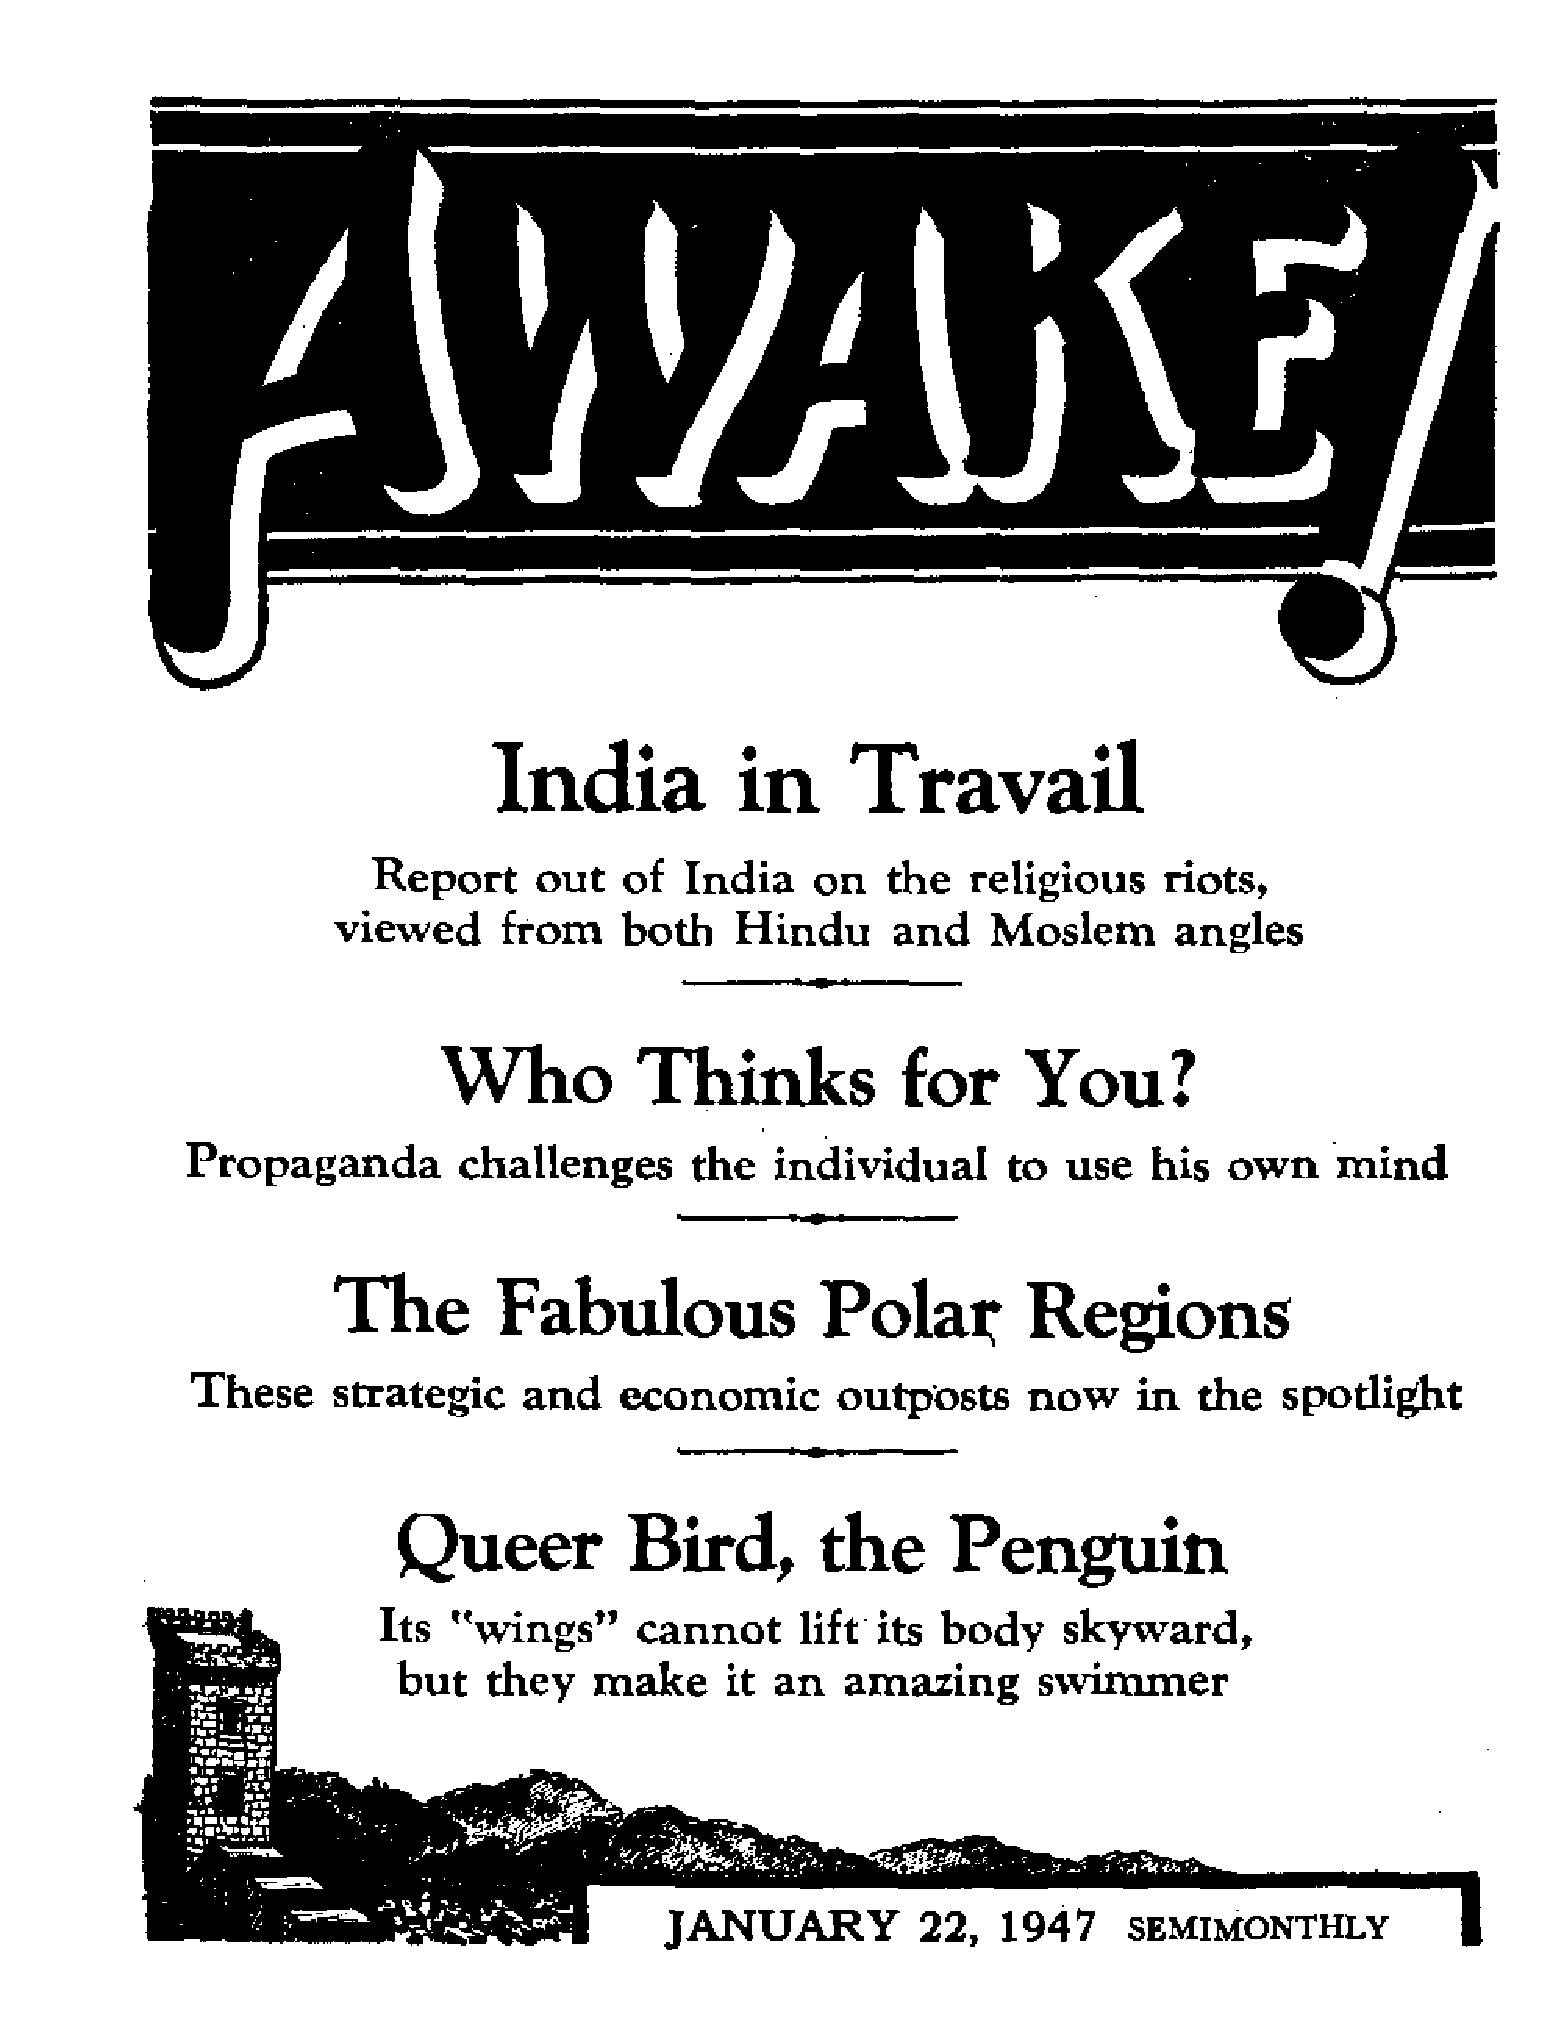 AWAKE!
India in Travail
Report out of India on the religious riots,
viewed from both Hindu and Moslem angles
Who Thinks for You?
Propaganda challenges the individual to use his own mind
The Fabulous Polar Regions
These strategic and economic outposts now in the spotlight
Queer Bird, the Penguin
Its "wings" cannot lift its body skyward,
but they make it an amazing swimmer
JANUARY 22, 1947 SEMIMONTHLY